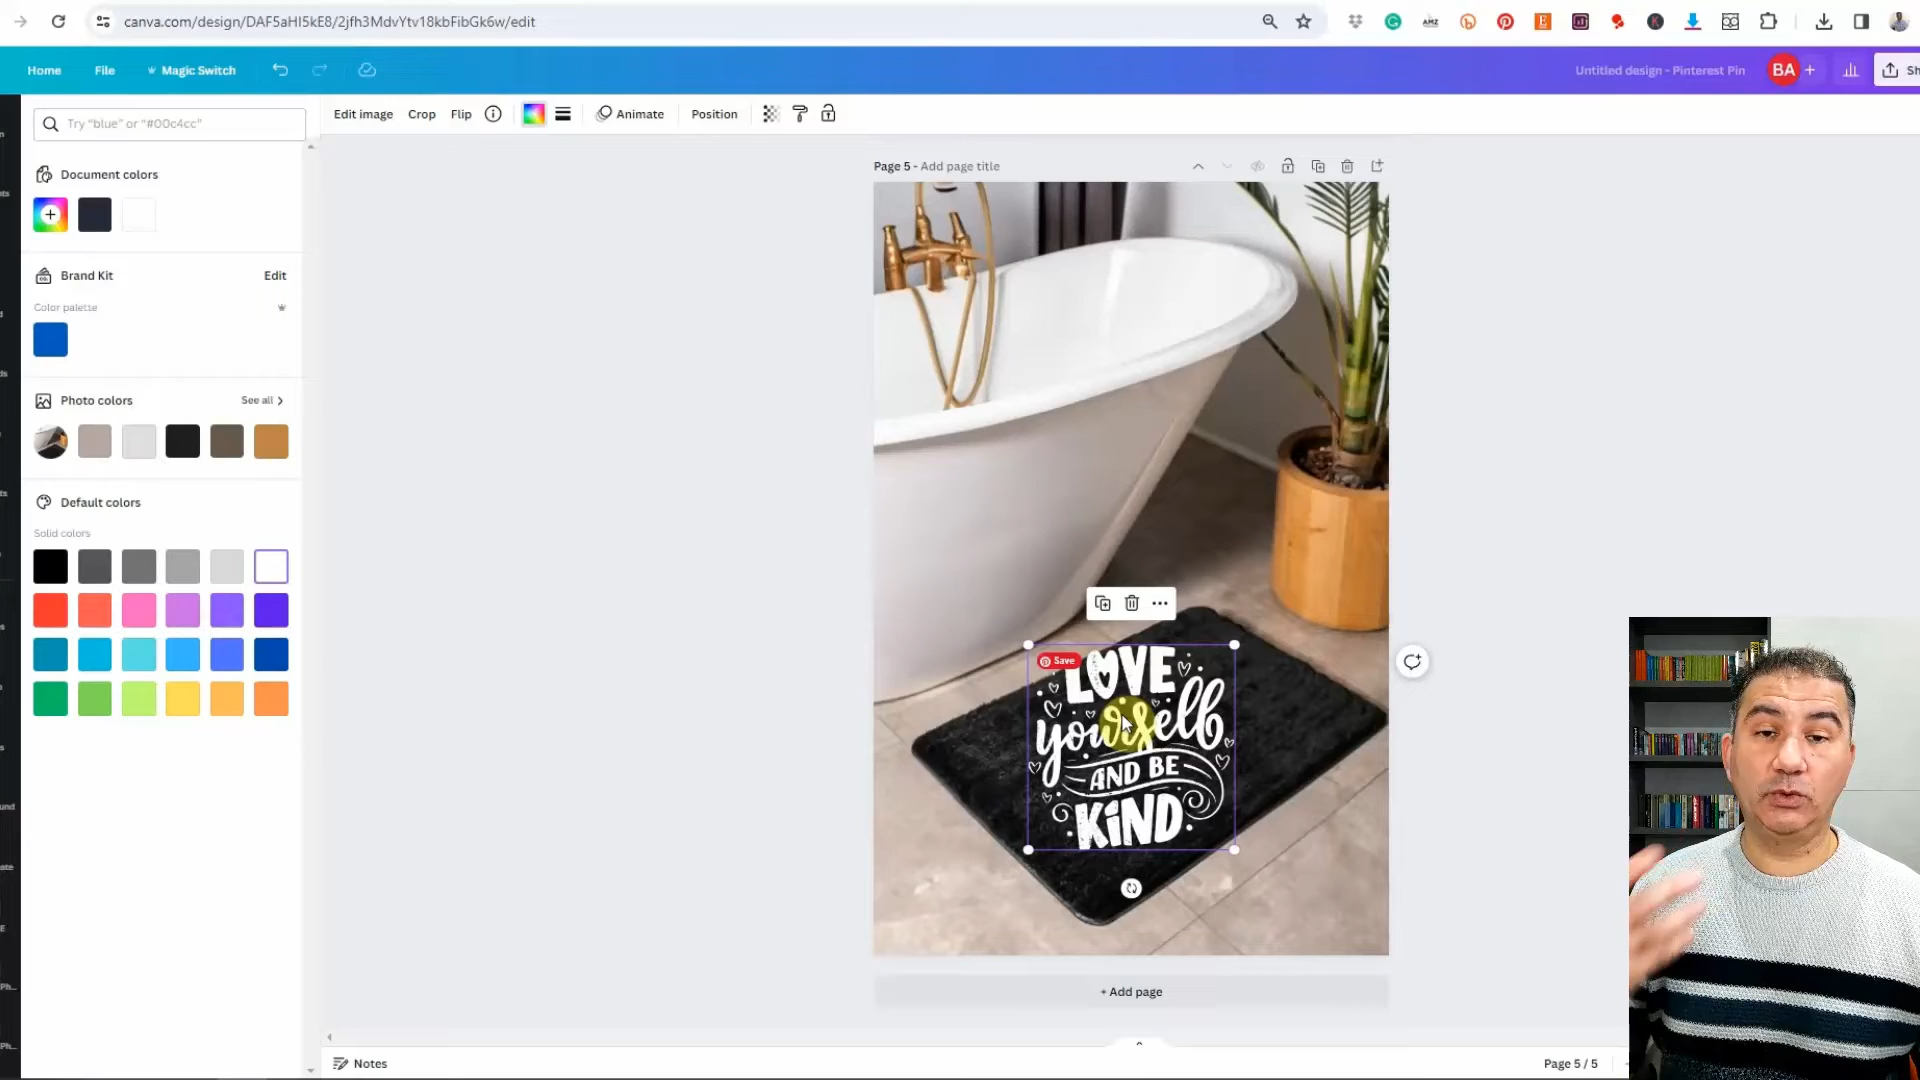 canva.com/design/DAF5aHI5kE8/2jfh3MdvYtv18kbFibGk6w/edit
AMZ
Home File Magic Switch
Untitled design - Pinterest Pin BA + Sh
Try "blue" or "#00c4cc"
Edit image Crop Flip Animate Position
Document colors
Page 5 - Add page title
Brand Kit Edit
Color palette
Photo colors See all
Default colors
Solid colors
Save
LOVE
yourself
AND BE
KiND
+ Add page
Notes
Page 5 / 5